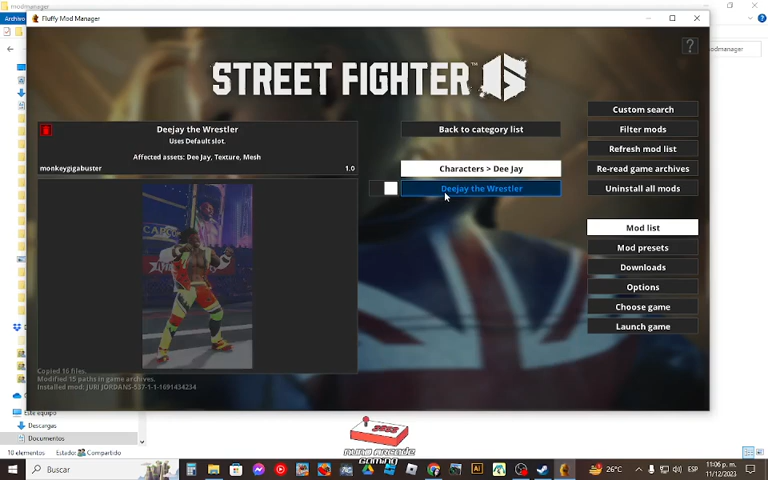 modmanager
Archivo
Fluffy Mod Manager
modmanager
STREET FIGHTER 6
?
Deejay the Wrestler
Uses Default slot.
Affected assets: Dee Jay, Texture, Mesh
monkeygigabuster 1.0
Back to category list
Characters > Dee Jay
Deejay the Wrestler
Custom search
Filter mods
Refresh mod list
Re-read game archives
Uninstall all mods
Mod list
Mod presets
Downloads
Options
Choose game
Launch game
Copied 16 files.
Modified 15 paths in game archives.
Installed mod: JURI JORDANS-537-1-1-1691434234
Este equipo
Descargas
Documentos
10 elementos Estado: Compartido
NUNO ARCADE
GAMING
Buscar
26°C
ESP
11:06 p. m.
11/12/2023